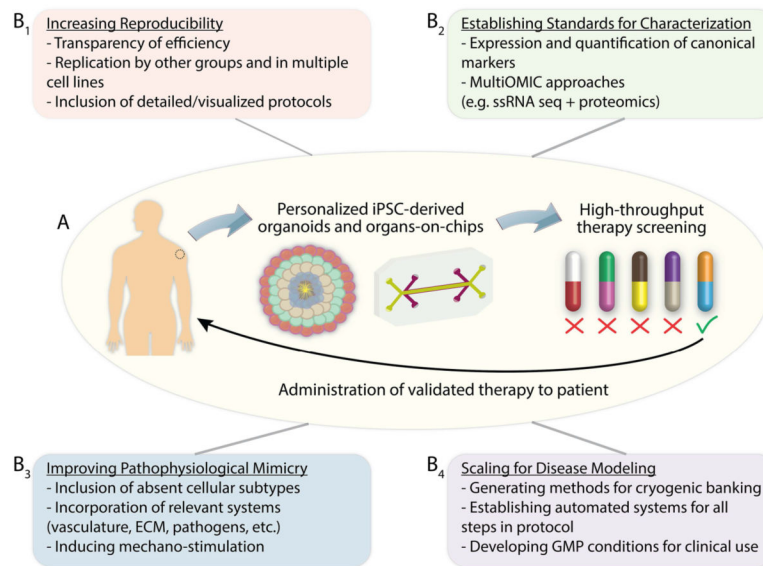 B1
Increasing Reproducibility
- Transparency of efficiency
- Replication by other groups and in multiple
cell lines
- Inclusion of detailed/visualized protocols
B2
Establishing Standards for Characterization
- Expression and quantification of canonical
markers
- MultiOMIC approaches
(e.g. ssRNA seq + proteomics)
A
Personalized iPSC-derived
organoids and organs-on-chips
High-throughput
therapy screening
Administration of validated therapy to patient
B3
Improving Pathophysiological Mimicry
- Inclusion of absent cellular subtypes
- Incorporation of relevant systems
(vasculature, ECM, pathogens, etc.)
- Inducing mechano-stimulation
B4
Scaling for Disease Modeling
- Generating methods for cryogenic banking
- Establishing automated systems for all
steps in protocol
- Developing GMP conditions for clinical use